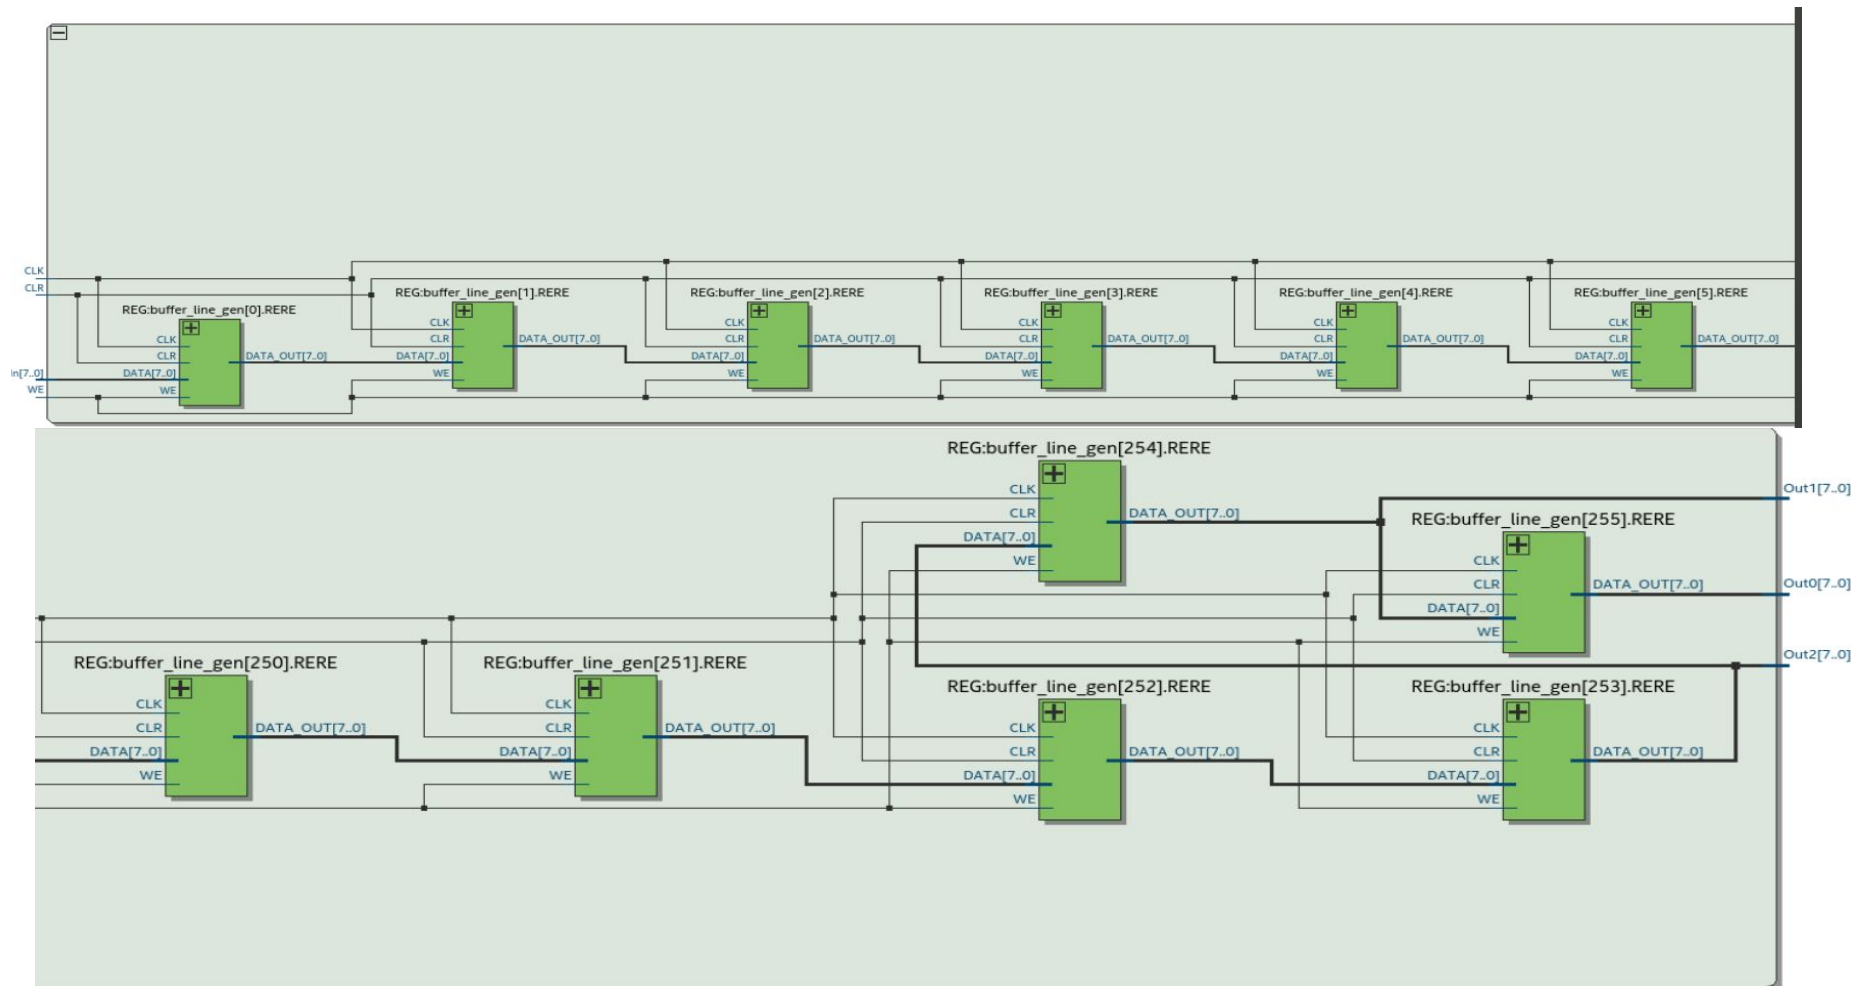 CLK
CLR
in[7..0]
WE
REG:buffer_line_gen[0].RERE
CLK
CLR
DATA[7..0]
WE
DATA_OUT[7..0]
REG:buffer_line_gen[1].RERE
CLK
CLR
DATA[7..0]
WE
DATA_OUT[7..0]
REG:buffer_line_gen[2].RERE
CLK
CLR
DATA[7..0]
WE
DATA_OUT[7..0]
REG:buffer_line_gen[3].RERE
CLK
CLR
DATA[7..0]
WE
DATA_OUT[7..0]
REG:buffer_line_gen[4].RERE
CLK
CLR
DATA[7..0]
WE
DATA_OUT[7..0]
REG:buffer_line_gen[5].RERE
CLK
CLR
DATA[7..0]
WE
DATA_OUT[7..0]
REG:buffer_line_gen[254].RERE
CLK
CLR
DATA[7..0]
WE
DATA_OUT[7..0]
Out1[7..0]
REG:buffer_line_gen[255].RERE
CLK
CLR
DATA[7..0]
WE
DATA_OUT[7..0]
Out0[7..0]
Out2[7..0]
REG:buffer_line_gen[250].RERE
CLK
CLR
DATA[7..0]
WE
DATA_OUT[7..0]
REG:buffer_line_gen[251].RERE
CLK
CLR
DATA[7..0]
WE
DATA_OUT[7..0]
REG:buffer_line_gen[252].RERE
CLK
CLR
DATA[7..0]
WE
DATA_OUT[7..0]
REG:buffer_line_gen[253].RERE
CLK
CLR
DATA[7..0]
WE
DATA_OUT[7..0]